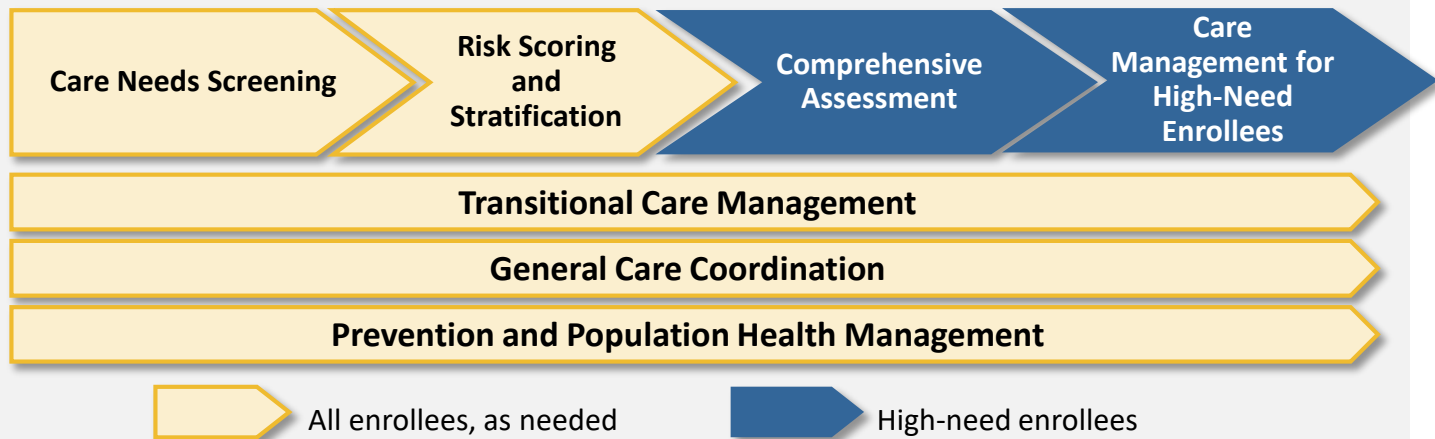 Care Needs Screening
Risk Scoring
and
Stratification
Comprehensive
Assessment
Care
Management for
High-Need
Enrollees
Transitional Care Management
General Care Coordination
Prevention and Population Health Management
All enrollees, as needed
High-need enrollees